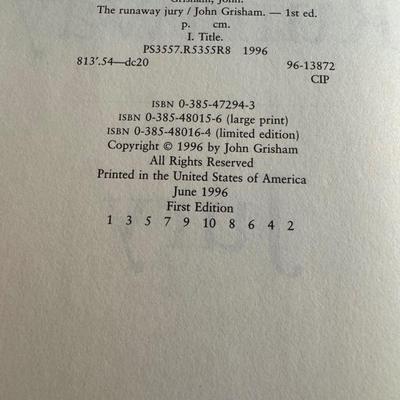 Grisham, John.
The runaway jury / John Grisham. — 1st ed.
p. cm.
I. Title.
PS3557.R5355R8 1996
813'.54—dc20 96-13872
CIP
ISBN 0-385-47294-3
ISBN 0-385-48015-6 (large print)
ISBN 0-385-48016-4 (limited edition)
Copyright © 1996 by John Grisham
All Rights Reserved
Printed in the United States of America
June 1996
First Edition
1 3 5 7 9 10 8 6 4 2